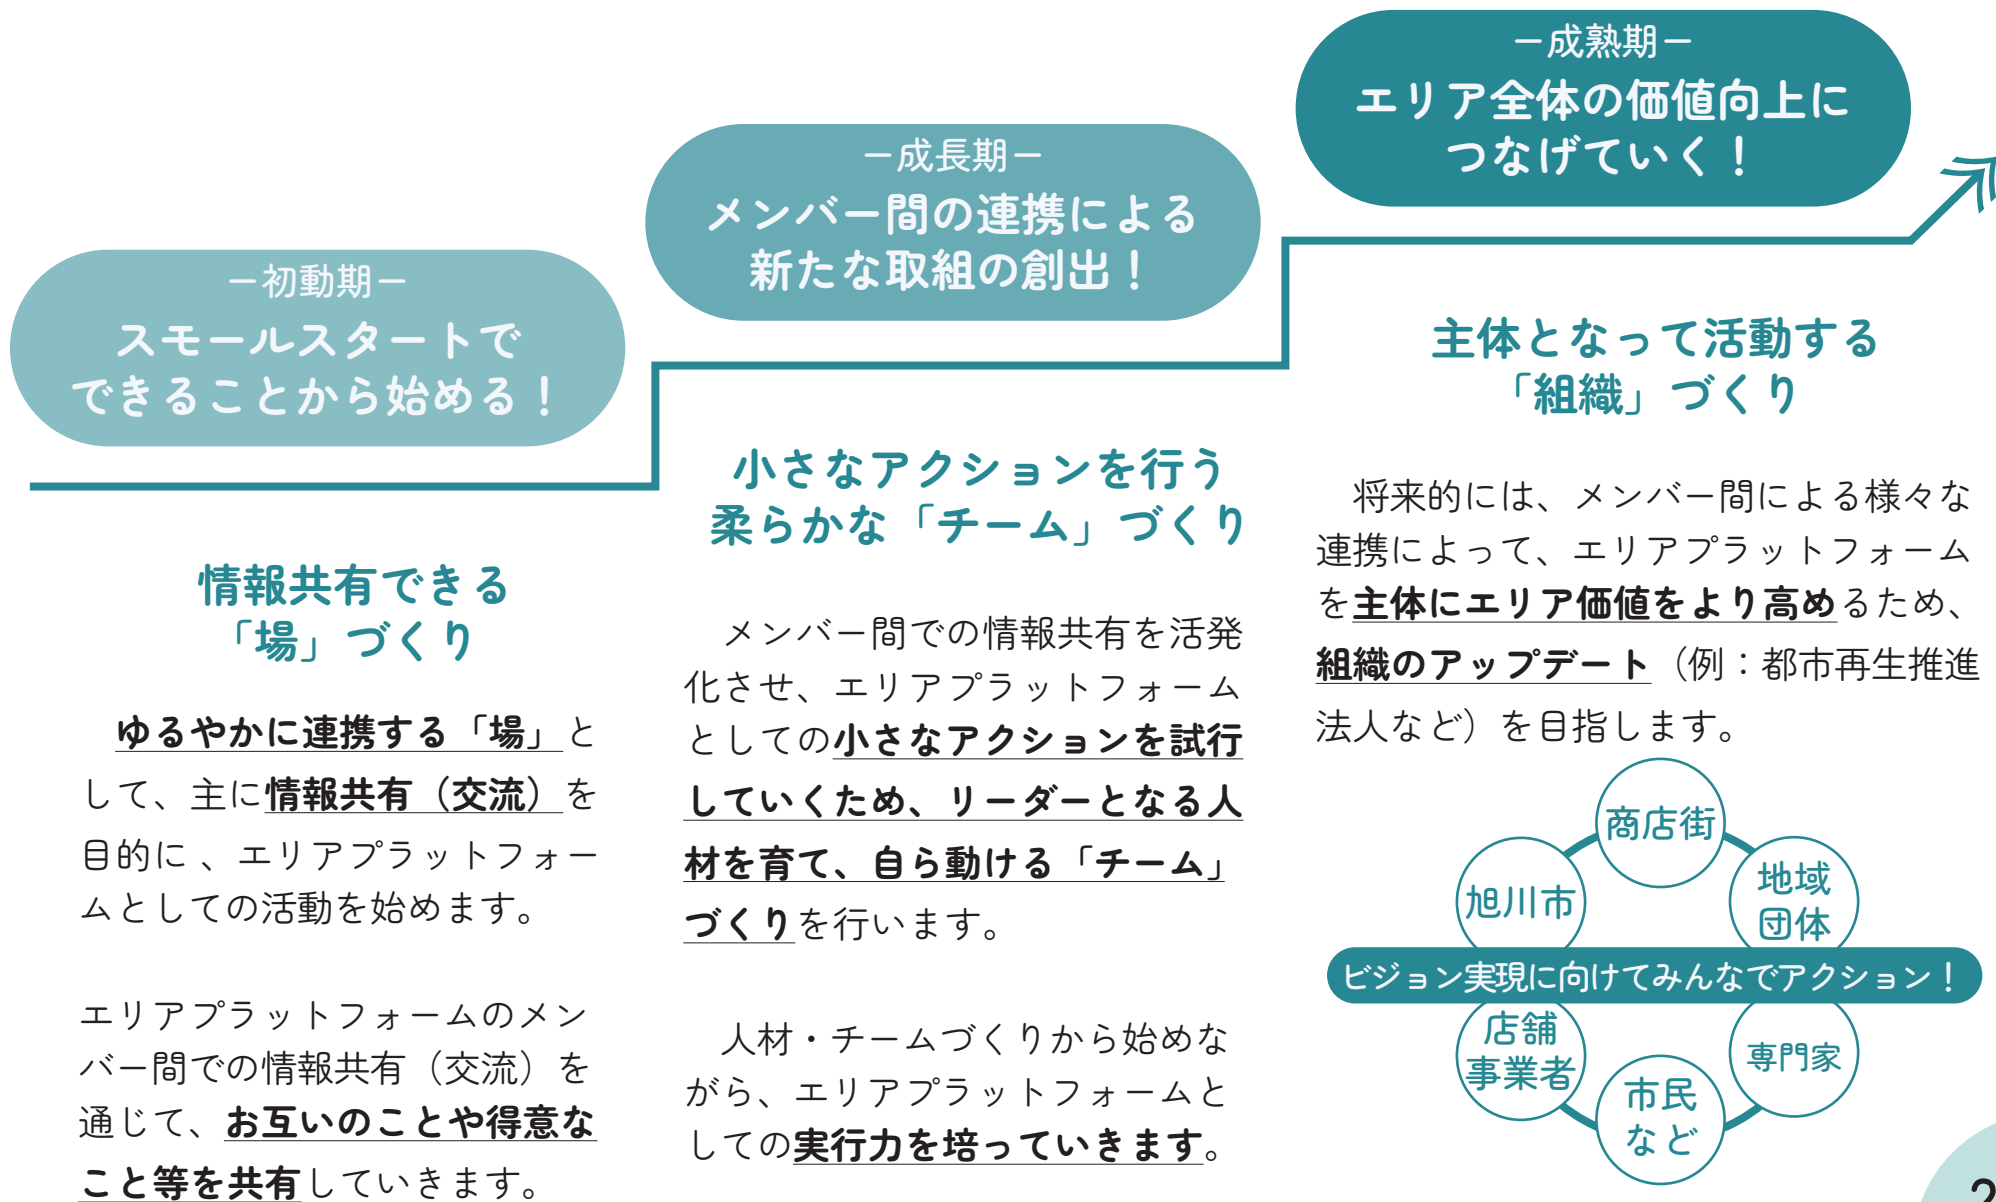 －初動期－
スモールスタートで
できることから始める！
情報共有できる
「場」づくり
ゆるやかに連携する「場」と
して、主に情報共有（交流）を
目的に 、エリアプラットフォー
ムとしての活動を始めます。
エリアプラットフォームのメン
バー間での情報共有（交流）を
通じて、お互いのことや得意な
こと等を共有していきます。
－成長期－
メンバー間の連携による
新たな取組の創出！
小さなアクションを行う
柔らかな「チーム」づくり
メンバー間での情報共有を活発
化させ、エリアプラットフォーム
としての小さなアクションを試行
していくため、リーダーとなる人
材を育て、自ら動ける「チーム」
づくりを行います。
人材・チームづくりから始めな
がら、エリアプラットフォームと
しての実行力を培っていきます。
－成熟期－
エリア全体の価値向上に
つなげていく！
主体となって活動する
「組織」づくり
将来的には、メンバー間による様々な
連携によって、エリアプラットフォーム
を主体にエリア価値をより高めるため、
組織のアップデート（例：都市再生推進
法人など）を目指します。
商店街
旭川市
地域
団体
ビジョン実現に向けてみんなでアクション！
店舗
事業者
市民
など
専門家
2